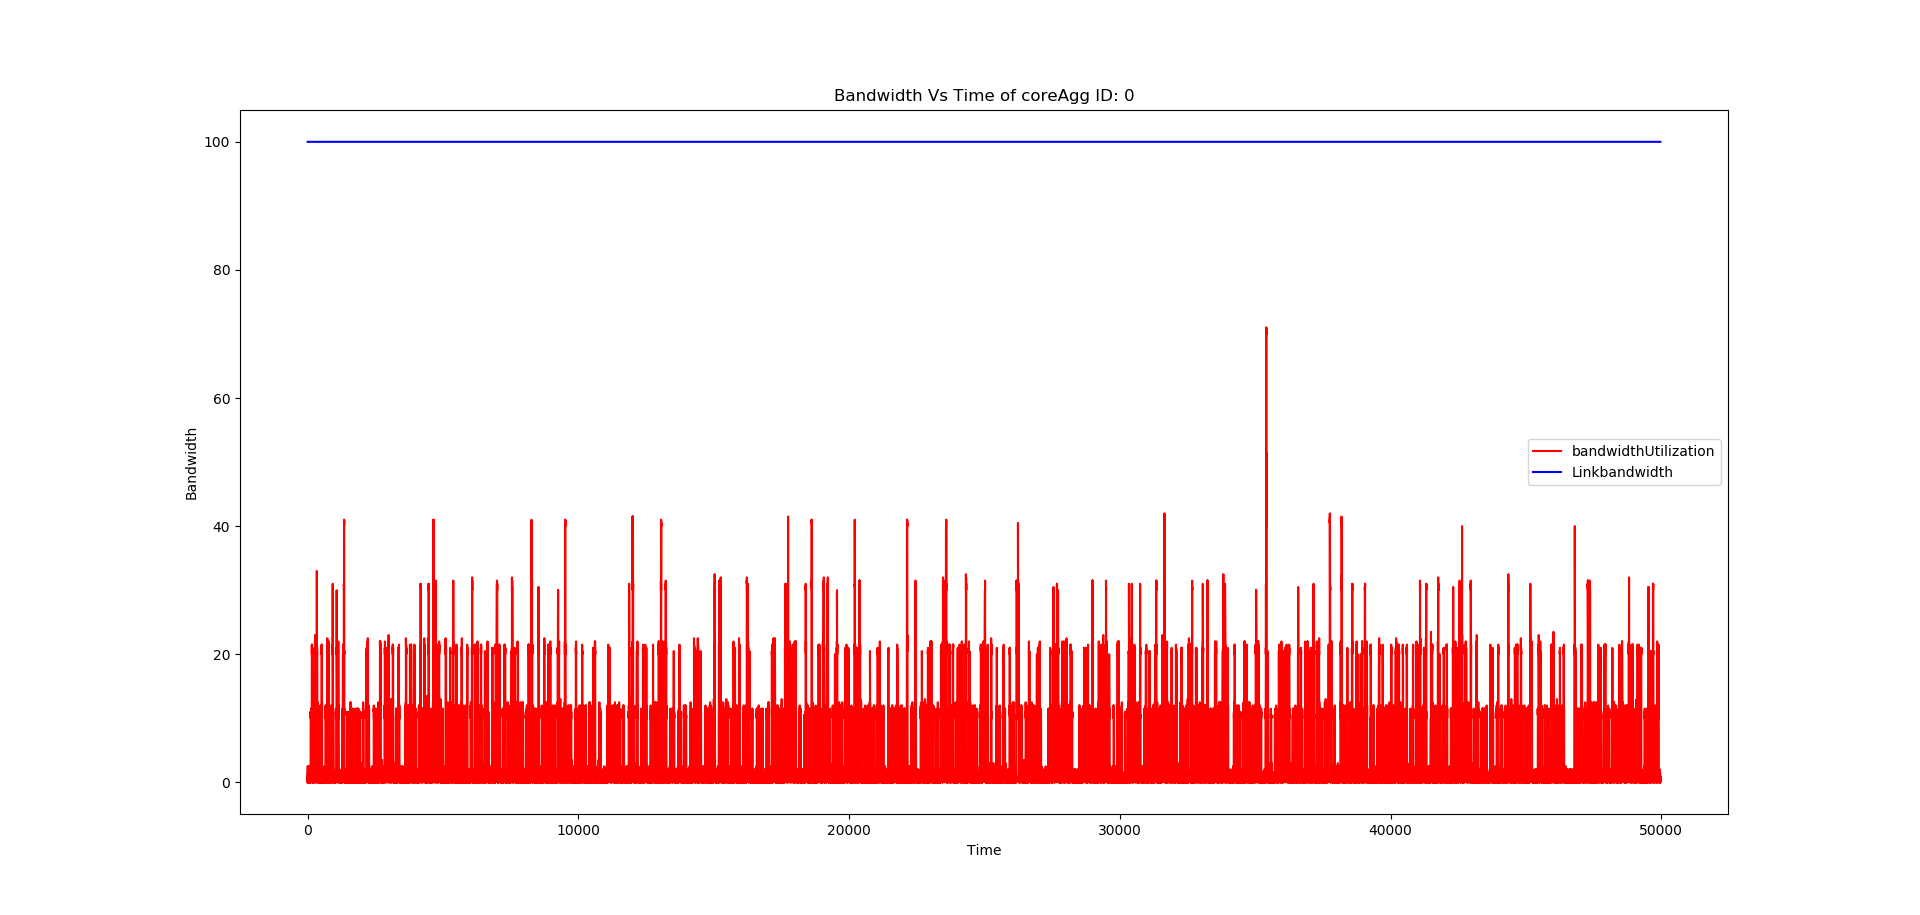 Bandwidth Vs Time of coreAgg ID: 0
100
80
60
40
20
0
Bandwidth
bandwidthUtilization
Linkbandwidth
0 10000 20000 30000 40000 50000
Time